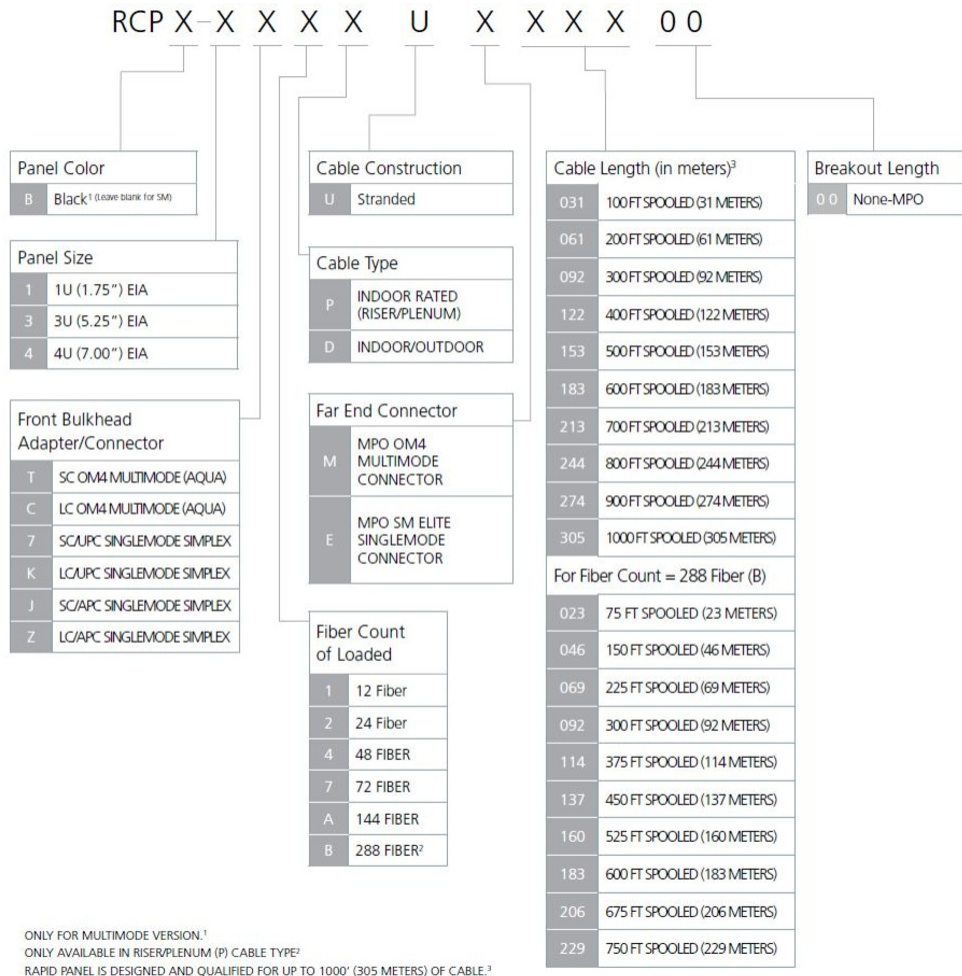 RCP X-X X X X U X X X X 0 0
Panel Color
B Black¹ (Leave blank for SM)
Panel Size
1 1U (1.75”) EIA
3 3U (5.25”) EIA
4 4U (7.00”) EIA
Front Bulkhead
Adapter/Connector
T SC OM4 MULTIMODE (AQUA)
C LC OM4 MULTIMODE (AQUA)
7 SC/UPC SINGLEMODE SIMPLEX
K LC/UPC SINGLEMODE SIMPLEX
J SC/APC SINGLEMODE SIMPLEX
Z LC/APC SINGLEMODE SIMPLEX
Cable Construction
U Stranded
Cable Type
P INDOOR RATED
(RISER/PLENUM)
D INDOOR/OUTDOOR
Far End Connector
M MPO OM4
MULTIMODE
CONNECTOR
E MPO SM ELITE
SINGLEMODE
CONNECTOR
Fiber Count
of Loaded
1 12 Fiber
2 24 Fiber
4 48 FIBER
7 72 FIBER
A 144 FIBER
B 288 FIBER²
Cable Length (in meters)³
031 100 FT SPOOLED (31 METERS)
061 200 FT SPOOLED (61 METERS)
092 300 FT SPOOLED (92 METERS)
122 400 FT SPOOLED (122 METERS)
153 500 FT SPOOLED (153 METERS)
183 600 FT SPOOLED (183 METERS)
213 700 FT SPOOLED (213 METERS)
244 800 FT SPOOLED (244 METERS)
274 900 FT SPOOLED (274 METERS)
305 1000 FT SPOOLED (305 METERS)
For Fiber Count = 288 Fiber (B)
023 75 FT SPOOLED (23 METERS)
046 150 FT SPOOLED (46 METERS)
069 225 FT SPOOLED (69 METERS)
092 300 FT SPOOLED (92 METERS)
114 375 FT SPOOLED (114 METERS)
137 450 FT SPOOLED (137 METERS)
160 525 FT SPOOLED (160 METERS)
183 600 FT SPOOLED (183 METERS)
206 675 FT SPOOLED (206 METERS)
229 750 FT SPOOLED (229 METERS)
Breakout Length
0 0 None-MPO
ONLY FOR MULTIMODE VERSION.¹
ONLY AVAILABLE IN RISER/PLENUM (P) CABLE TYPE²
RAPID PANEL IS DESIGNED AND QUALIFIED FOR UP TO 1000’ (305 METERS) OF CABLE.³